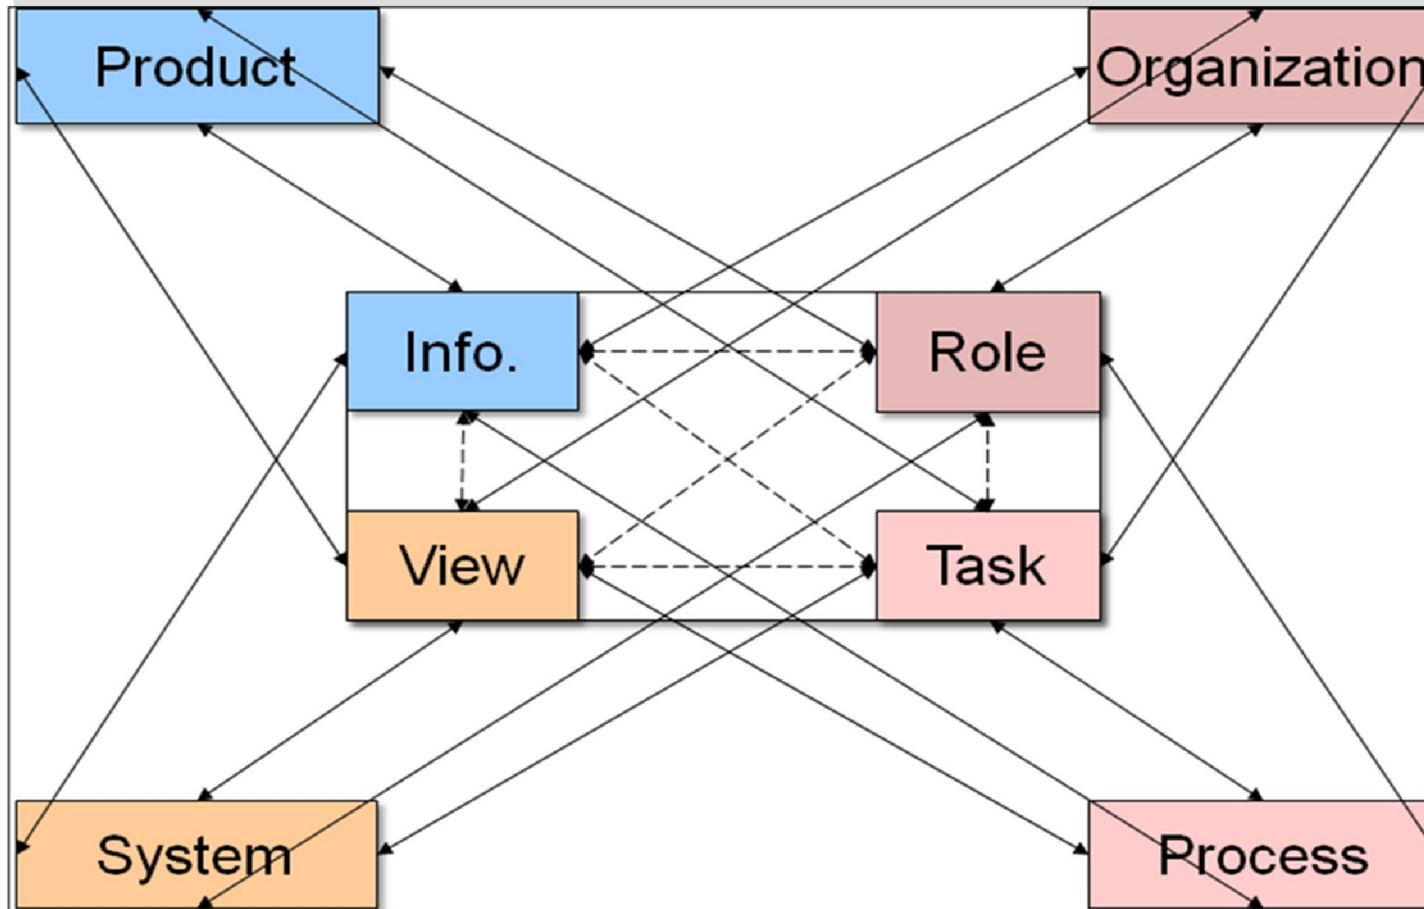 Product
Organization
Info.
Role
View
Task
System
Process